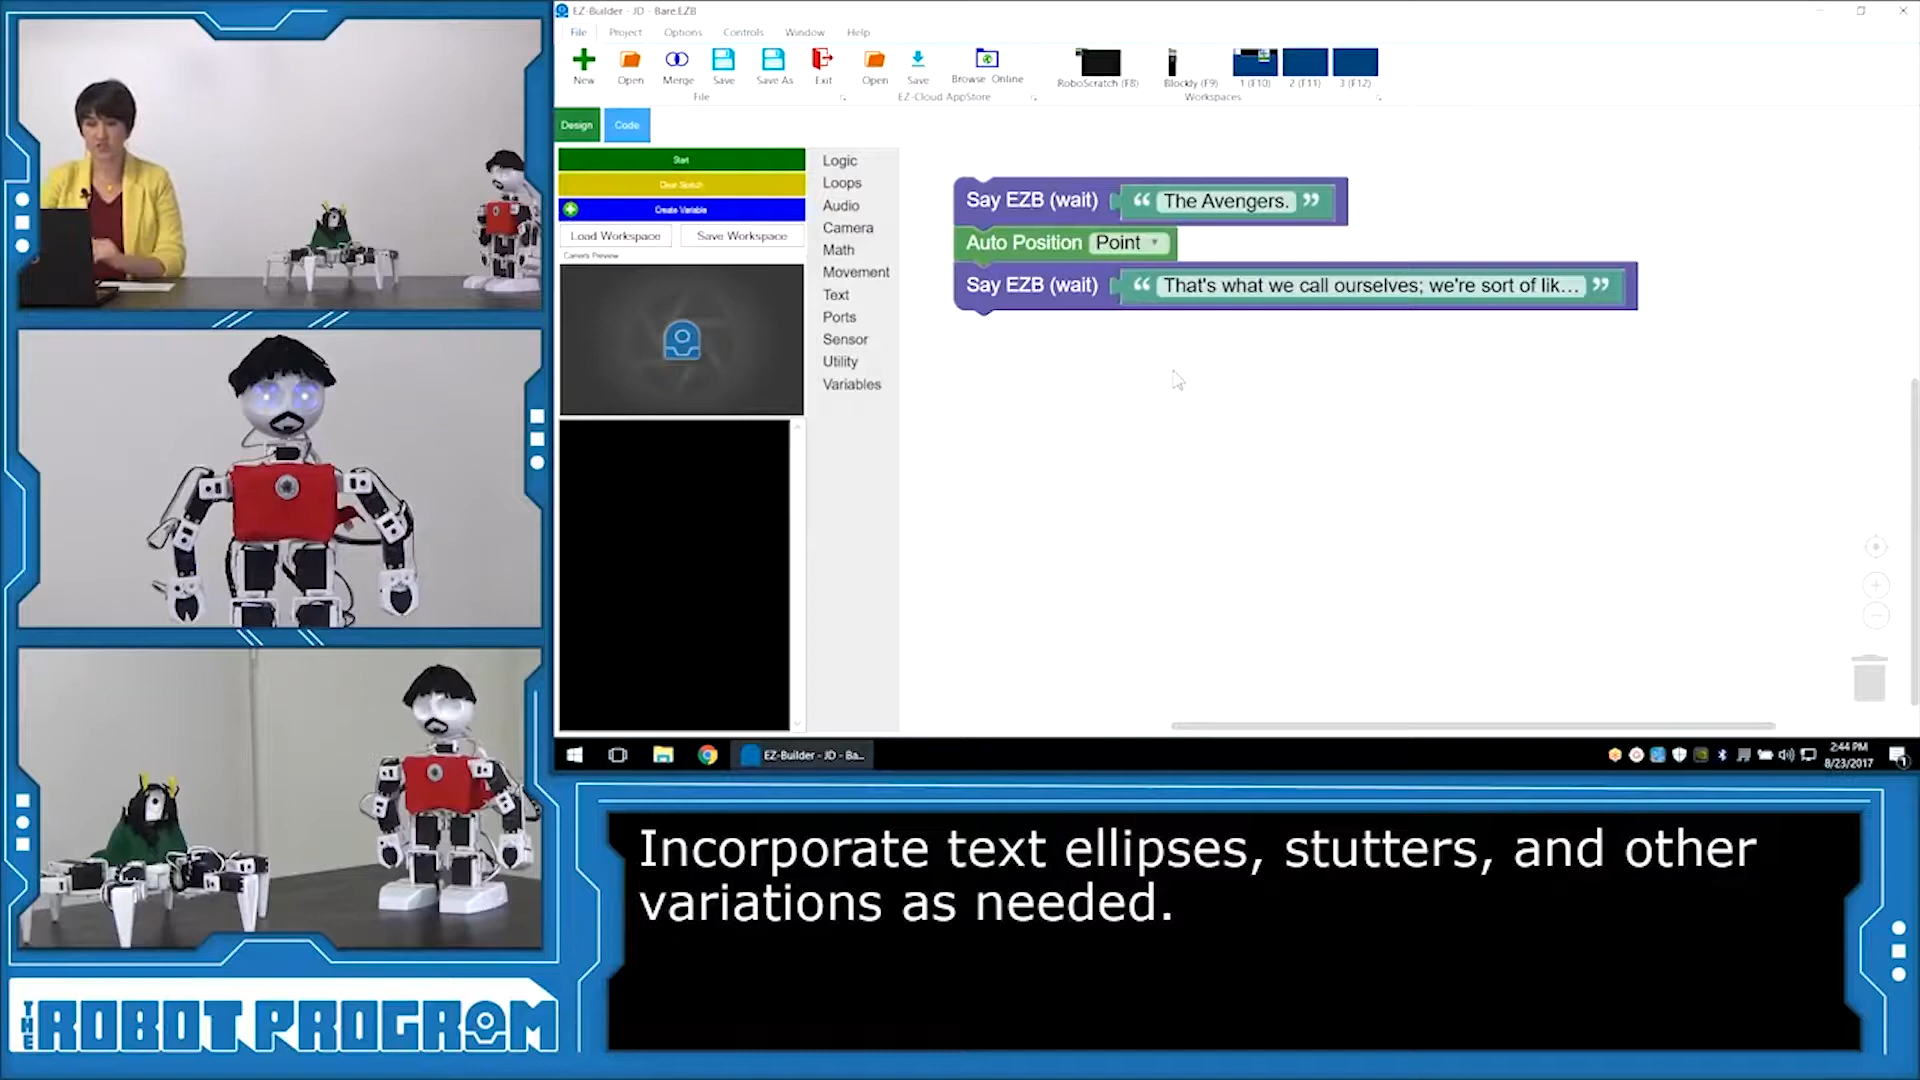 EZ-Builder - JD - Bare.EZB
File Project Options Controls Window Help
New Open Merge Save Save As Exit Open Save Browse Online RoboScratch (F8) Blockly (F9) 1 (F10) 2 (F11) 3 (F12)
File EZ-Cloud AppStore Workspaces
Design Code
Start
Clear Sketch
Create Variable
Load Workspace Save Workspace
Camera Preview
Logic
Loops
Audio
Camera
Math
Movement
Text
Ports
Sensor
Utility
Variables
Say EZB (wait) “ The Avengers. ”
Auto Position Point
Say EZB (wait) “ That's what we call ourselves; we're sort of lik... ”
EZ-Builder - JD - Ba...
2:44 PM
8/23/2017
1
Incorporate text ellipses, stutters, and other
variations as needed.
THE ROBOT PROGRAM